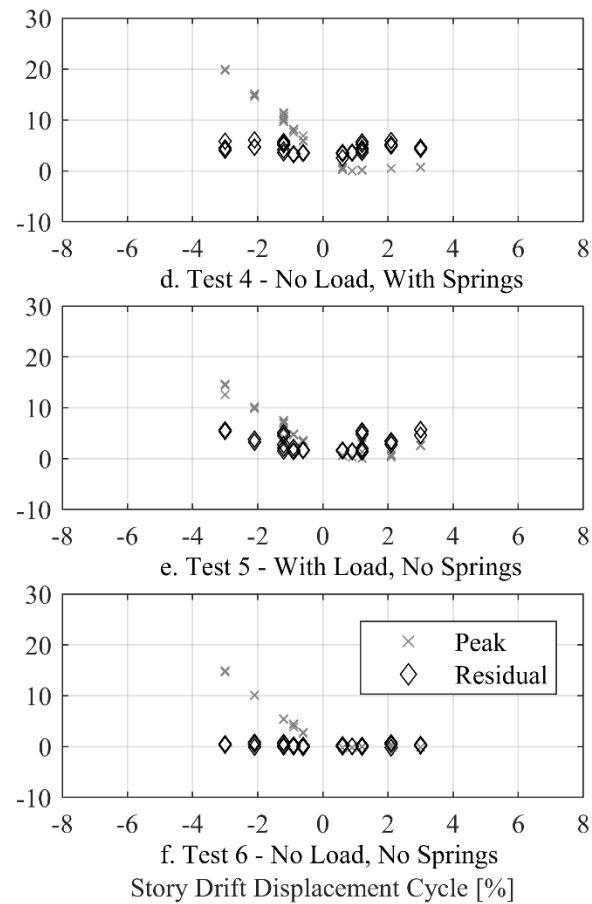 30
20
10
0
-10
-8 -6 -4 -2 0 2 4 6 8
d. Test 4 - No Load, With Springs
30
20
10
0
-10
-8 -6 -4 -2 0 2 4 6 8
e. Test 5 - With Load, No Springs
30
20
10
0
-10
Peak
Residual
-8 -6 -4 -2 0 2 4 6 8
f. Test 6 - No Load, No Springs
Story Drift Displacement Cycle [%]